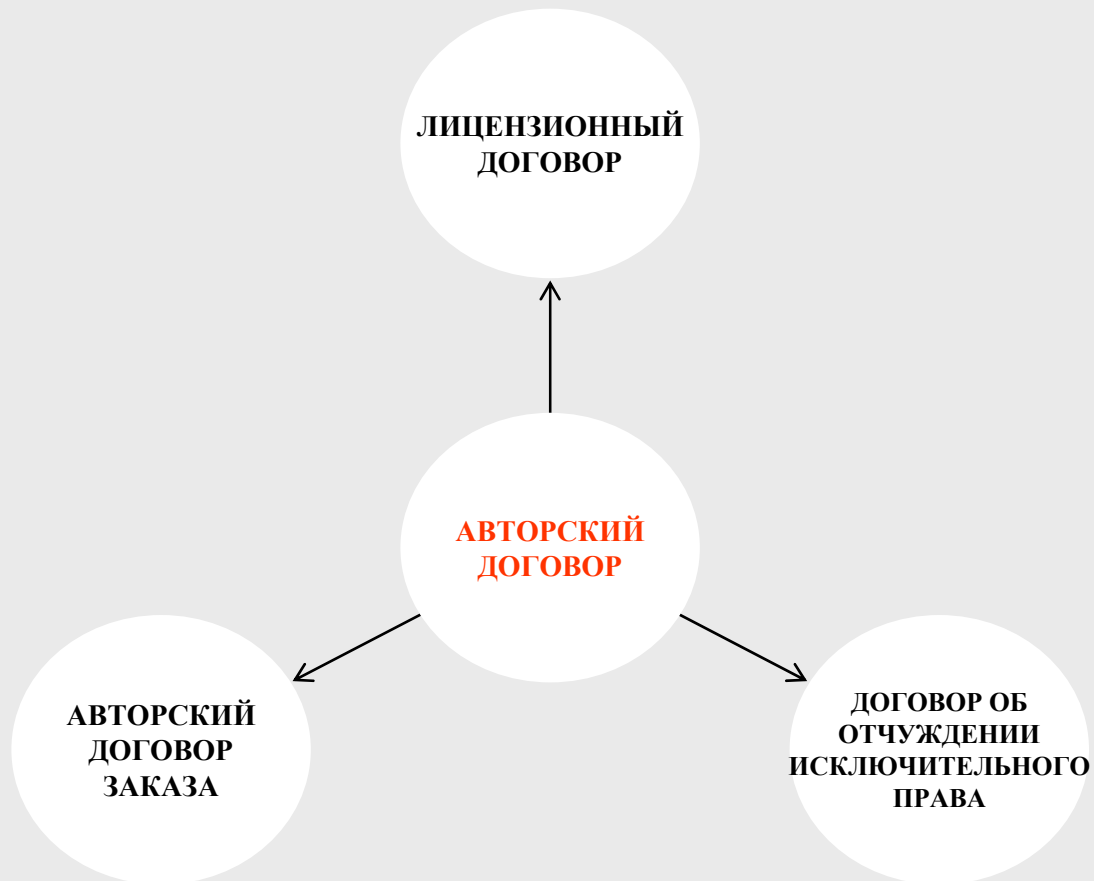 ЛИЦЕНЗИОННЫЙ
ДОГОВОР
АВТОРСКИЙ
ДОГОВОР
АВТОРСКИЙ
ДОГОВОР
ЗАКАЗА
ДОГОВОР ОБ
ОТЧУЖДЕНИИ
ИСКЛЮЧИТЕЛЬНОГО
ПРАВА